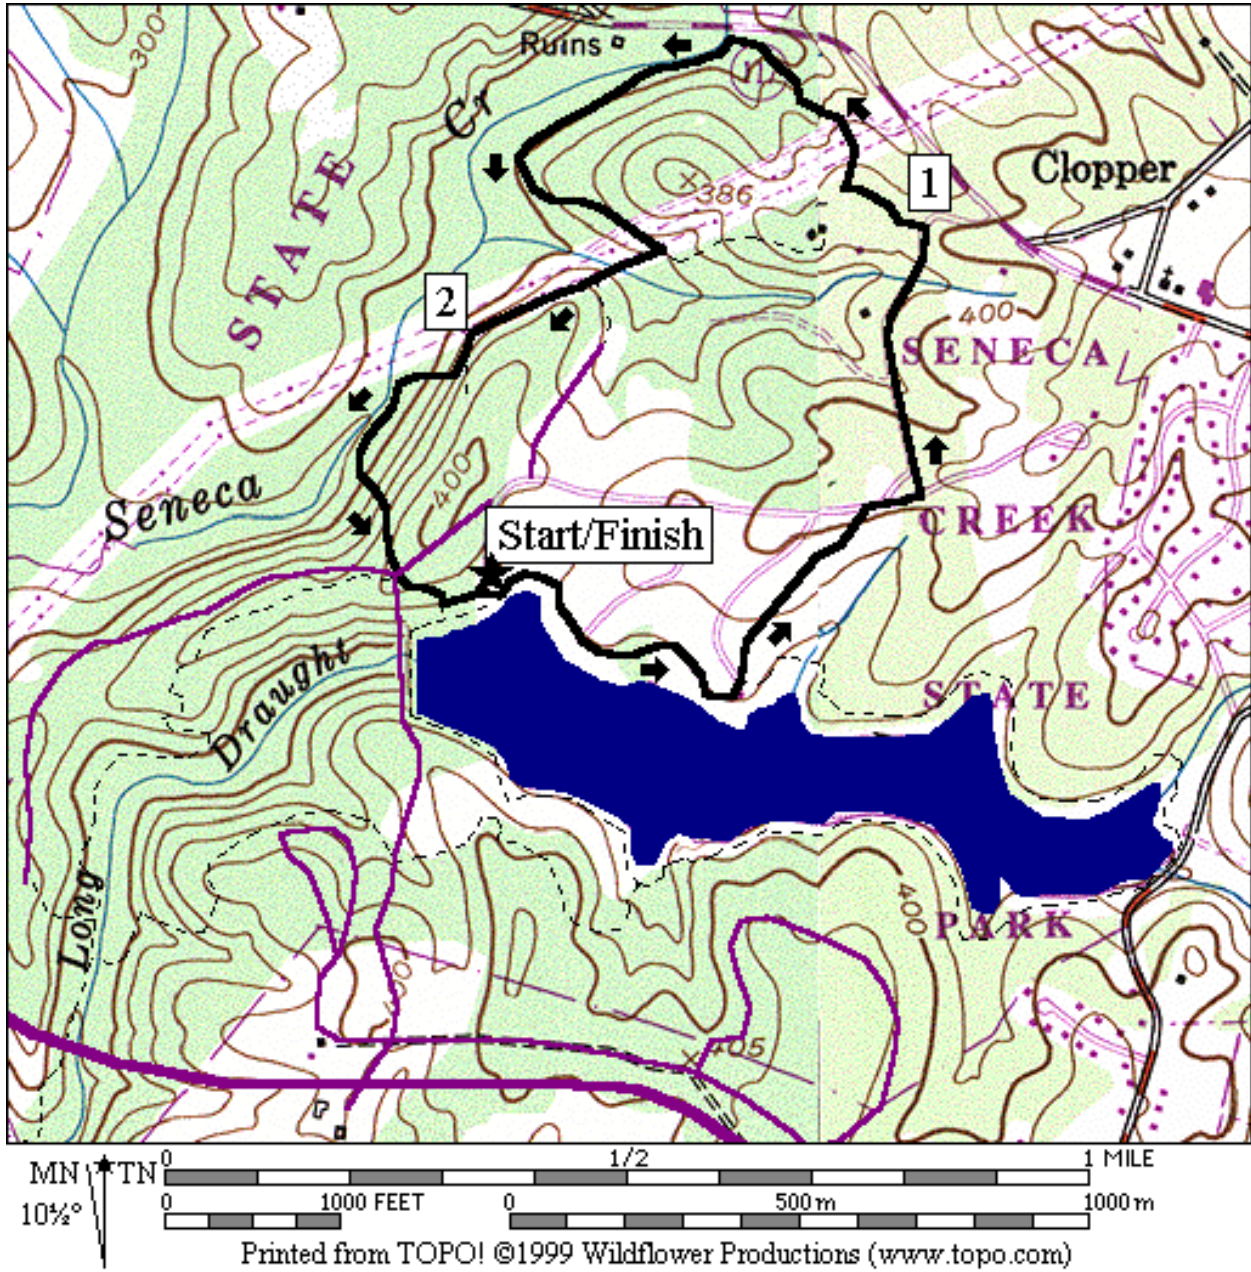 300
Ruins
Cr
STATE
386
1
Clopper
2
400
SENECA
400
Seneca
Start/Finish
CREEK
Draught
STATE
Long
400
PARK
400
405
MN TN
10½°
0 1/2 1 MILE
0 1000 FEET 0 500 m 1000 m
Printed from TOPO! ©1999 Wildflower Productions (www.topo.com)